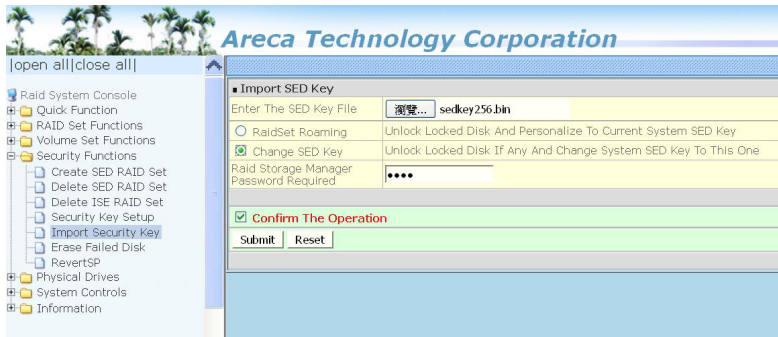 Areca Technology Corporation
|open all|close all|
Raid System Console
Quick Function
RAID Set Functions
Volume Set Functions
Security Functions
Create SED RAID Set
Delete SED RAID Set
Delete ISE RAID Set
Security Key Setup
Import Security Key
Erase Failed Disk
RevertSP
Physical Drives
System Controls
Information
Import SED Key
Enter The SED Key File 瀏覽... sedkey256.bin
RaidSet Roaming Unlock Locked Disk And Personalize To Current System SED Key
Change SED Key Unlock Locked Disk If Any And Change System SED Key To This One
Raid Storage Manager
Password Required ••••
Confirm The Operation
Submit Reset